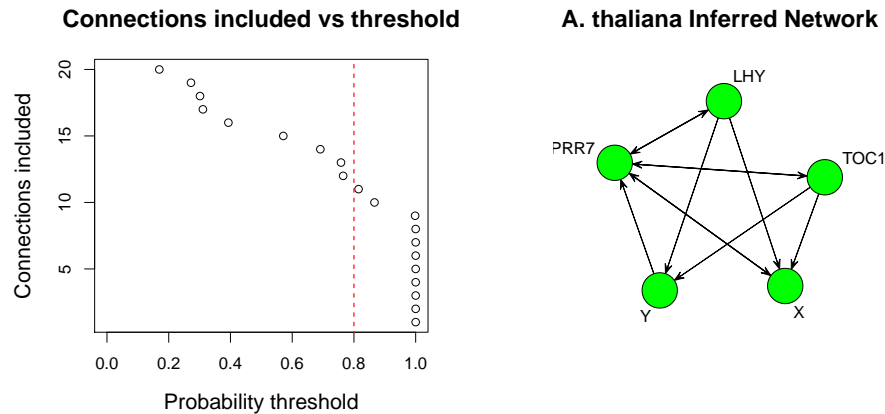 Connections included vs threshold
Connections included
20
15
10
5
0.0 0.2 0.4 0.6 0.8 1.0
Probability threshold
A. thaliana Inferred Network
LHY
PRR7
TOC1
Y
X